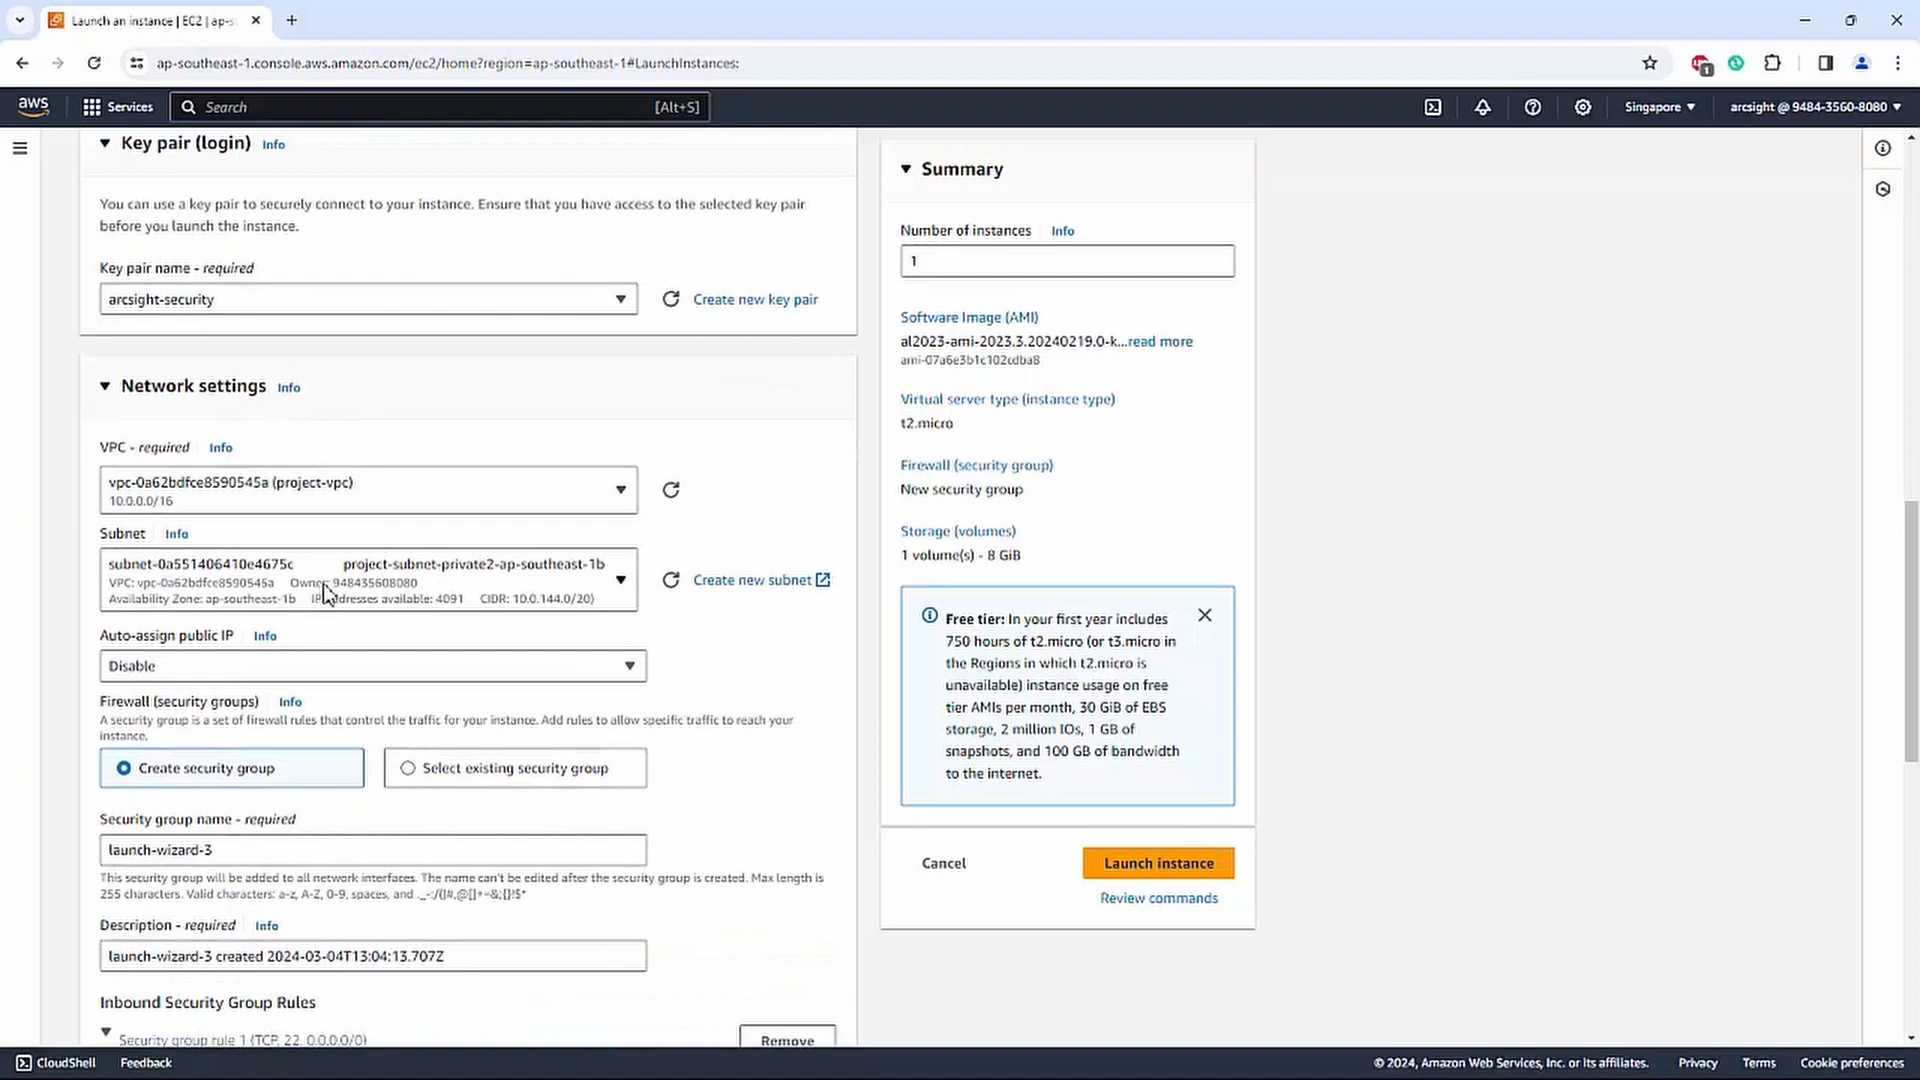 Launch an instance | EC2 | ap-s
ap-southeast-1.console.aws.amazon.com/ec2/home?region=ap-southeast-1#LaunchInstances:
1
aws
Services
Search
[Alt+S]
Singapore
arcsight @ 9484-3560-8080
Key pair (login) Info
You can use a key pair to securely connect to your instance. Ensure that you have access to the selected key pair
before you launch the instance.
Key pair name - required
arcsight-security
Create new key pair
Network settings Info
VPC - required Info
vpc-0a62bdfce8590545a (project-vpc)
10.0.0.0/16
Subnet Info
subnet-0a551406410e4675c project-subnet-private2-ap-southeast-1b
VPC: vpc-0a62bdfce8590545a Owner: 948435608080
Availability Zone: ap-southeast-1b IP addresses available: 4091 CIDR: 10.0.144.0/20)
Create new subnet
Auto-assign public IP Info
Disable
Firewall (security groups) Info
A security group is a set of firewall rules that control the traffic for your instance. Add rules to allow specific traffic to reach your
instance.
Create security group
Select existing security group
Security group name - required
launch-wizard-3
This security group will be added to all network interfaces. The name can't be edited after the security group is created. Max length is
255 characters. Valid characters: a-z, A-Z, 0-9, spaces, and ._-:/()#,@[]+=&;{}!$*
Description - required Info
launch-wizard-3 created 2024-03-04T13:04:13.707Z
Inbound Security Group Rules
Security group rule 1 (TCP, 22, 0.0.0.0/0)
Remove
Summary
Number of instances Info
1
Software Image (AMI)
al2023-ami-2023.3.20240219.0-k...read more
ami-07a6e3b1c102cdba8
Virtual server type (instance type)
t2.micro
Firewall (security group)
New security group
Storage (volumes)
1 volume(s) - 8 GiB
Free tier: In your first year includes
750 hours of t2.micro (or t3.micro in
the Regions in which t2.micro is
unavailable) instance usage on free
tier AMIs per month, 30 GiB of EBS
storage, 2 million IOs, 1 GB of
snapshots, and 100 GB of bandwidth
to the internet.
Cancel
Launch instance
Review commands
CloudShell
Feedback
© 2024, Amazon Web Services, Inc. or its affiliates.
Privacy
Terms
Cookie preferences